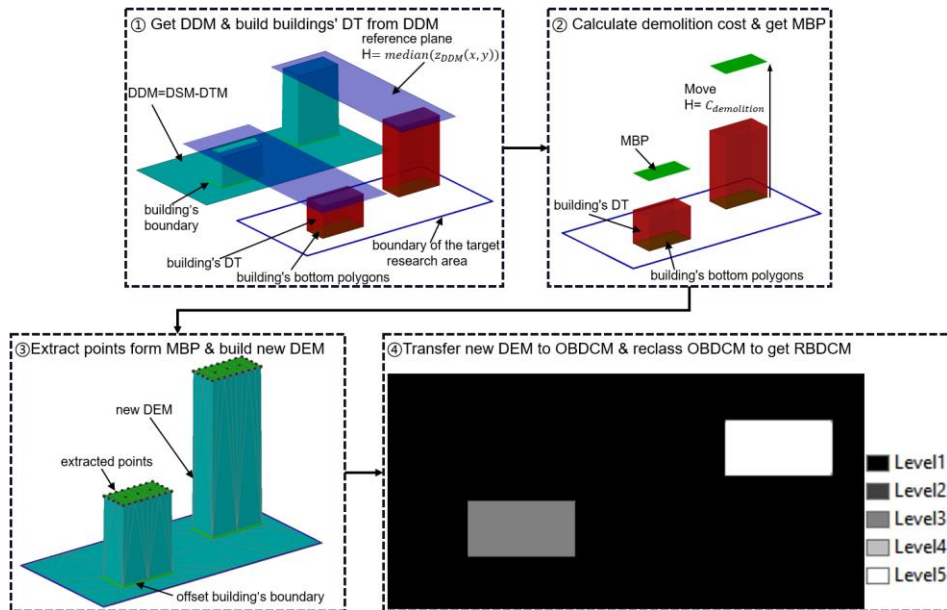 ① Get DDM & build buildings' DT from DDM
reference plane
H= median(z_DDM(x, y))
DDM=DSM-DTM
building's
boundary
building's DT
building's bottom polygons
boundary of the target
research area
② Calculate demolition cost & get MBP
Move
H= C_demolition
MBP
building's DT
building's bottom polygons
③Extract points form MBP & build new DEM
new DEM
extracted points
offset building's boundary
④Transfer new DEM to OBDCM & reclass OBDCM to get RBDCM
Level1
Level2
Level3
Level4
Level5